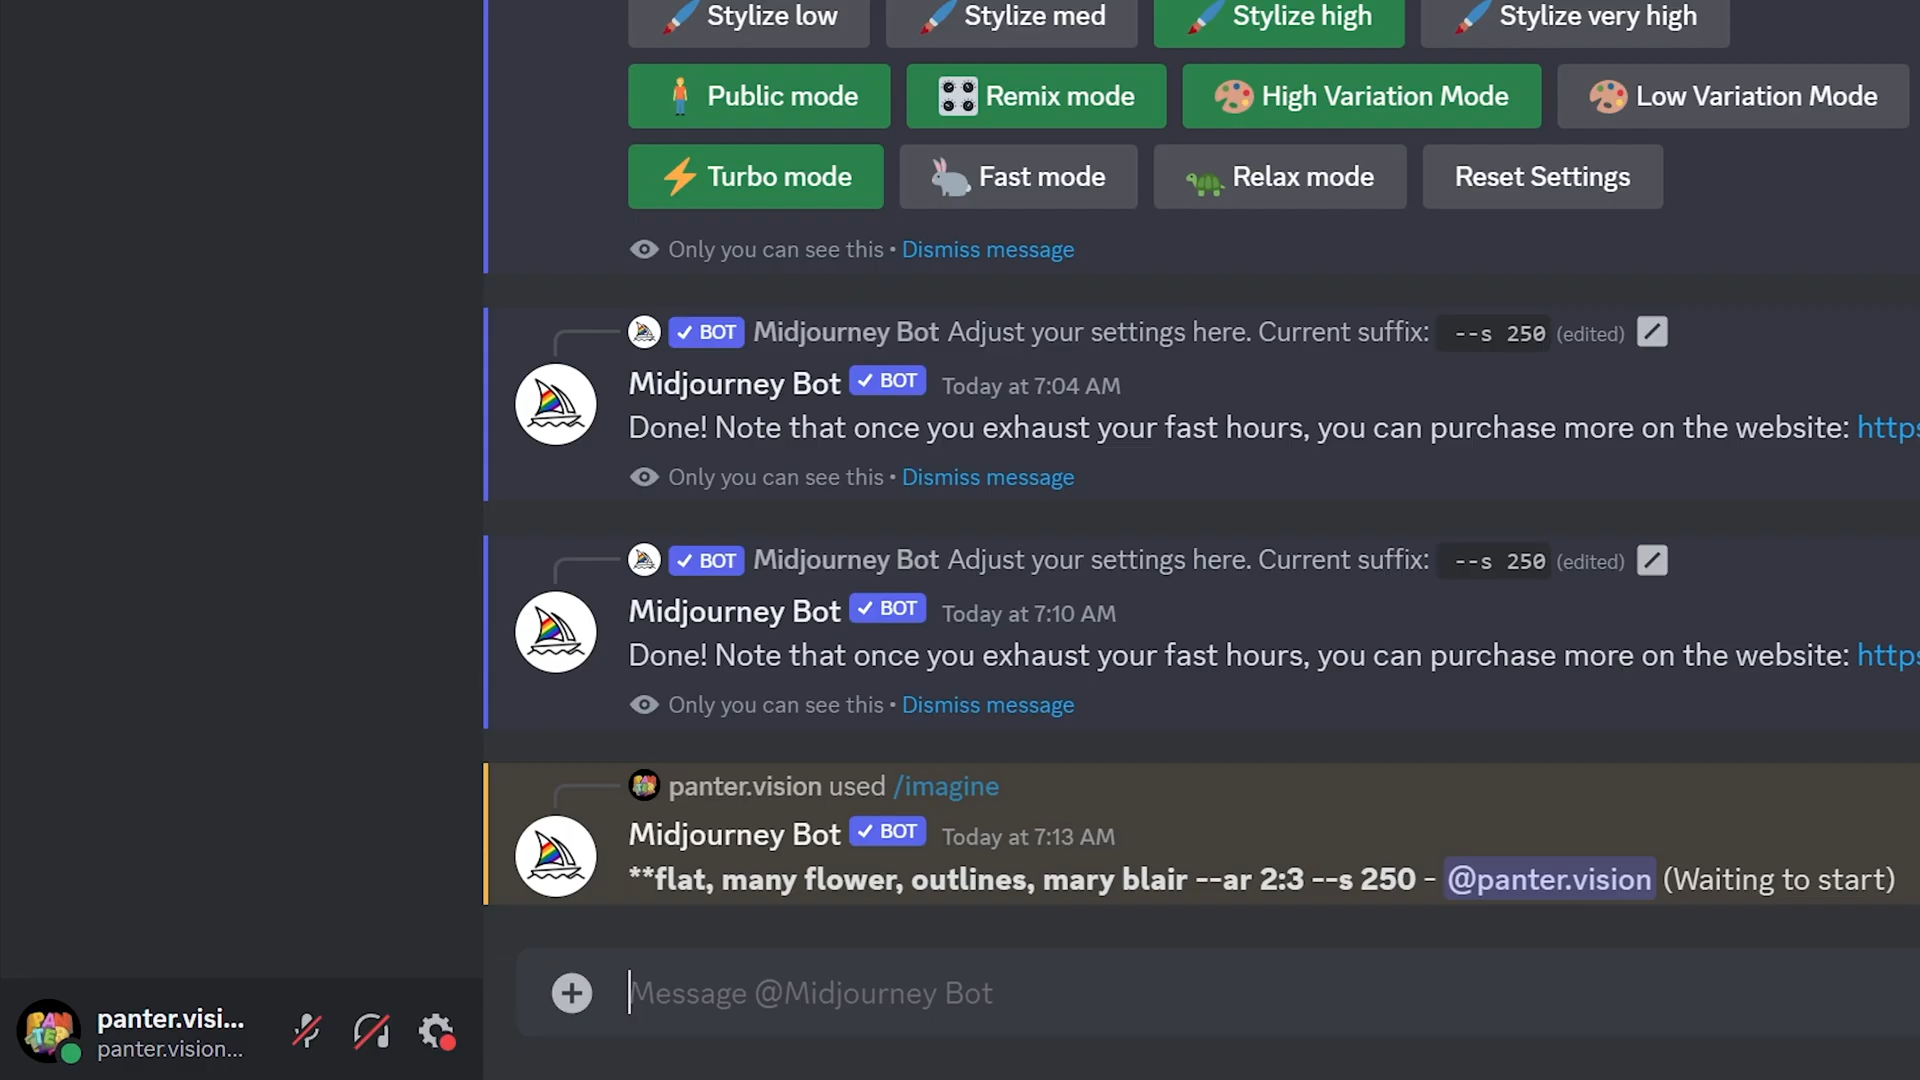 Stylize low Stylize med Stylize high Stylize very high
Public mode Remix mode High Variation Mode Low Variation Mode
Turbo mode Fast mode Relax mode Reset Settings
Only you can see this • Dismiss message
BOT Midjourney Bot Adjust your settings here. Current suffix: --s 250 (edited)
Midjourney Bot BOT Today at 7:04 AM
Done! Note that once you exhaust your fast hours, you can purchase more on the website: https
Only you can see this • Dismiss message
BOT Midjourney Bot Adjust your settings here. Current suffix: --s 250 (edited)
Midjourney Bot BOT Today at 7:10 AM
Done! Note that once you exhaust your fast hours, you can purchase more on the website: https
Only you can see this • Dismiss message
panter.vision used /imagine
Midjourney Bot BOT Today at 7:13 AM
**flat, many flower, outlines, mary blair --ar 2:3 --s 250 - @panter.vision (Waiting to start)
Message @Midjourney Bot
PANTER
panter.visi...
panter.vision...